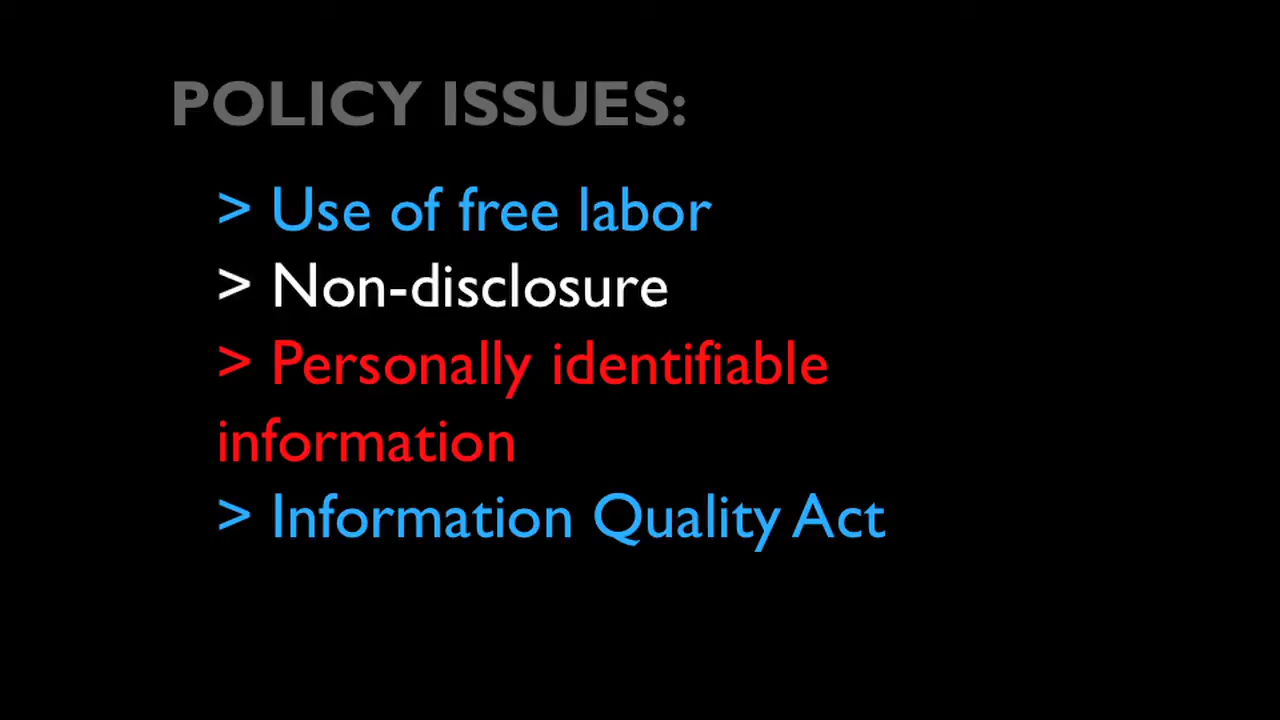 POLICY ISSUES:
> Use of free labor
> Non-disclosure
> Personally identifiable
information
> Information Quality Act